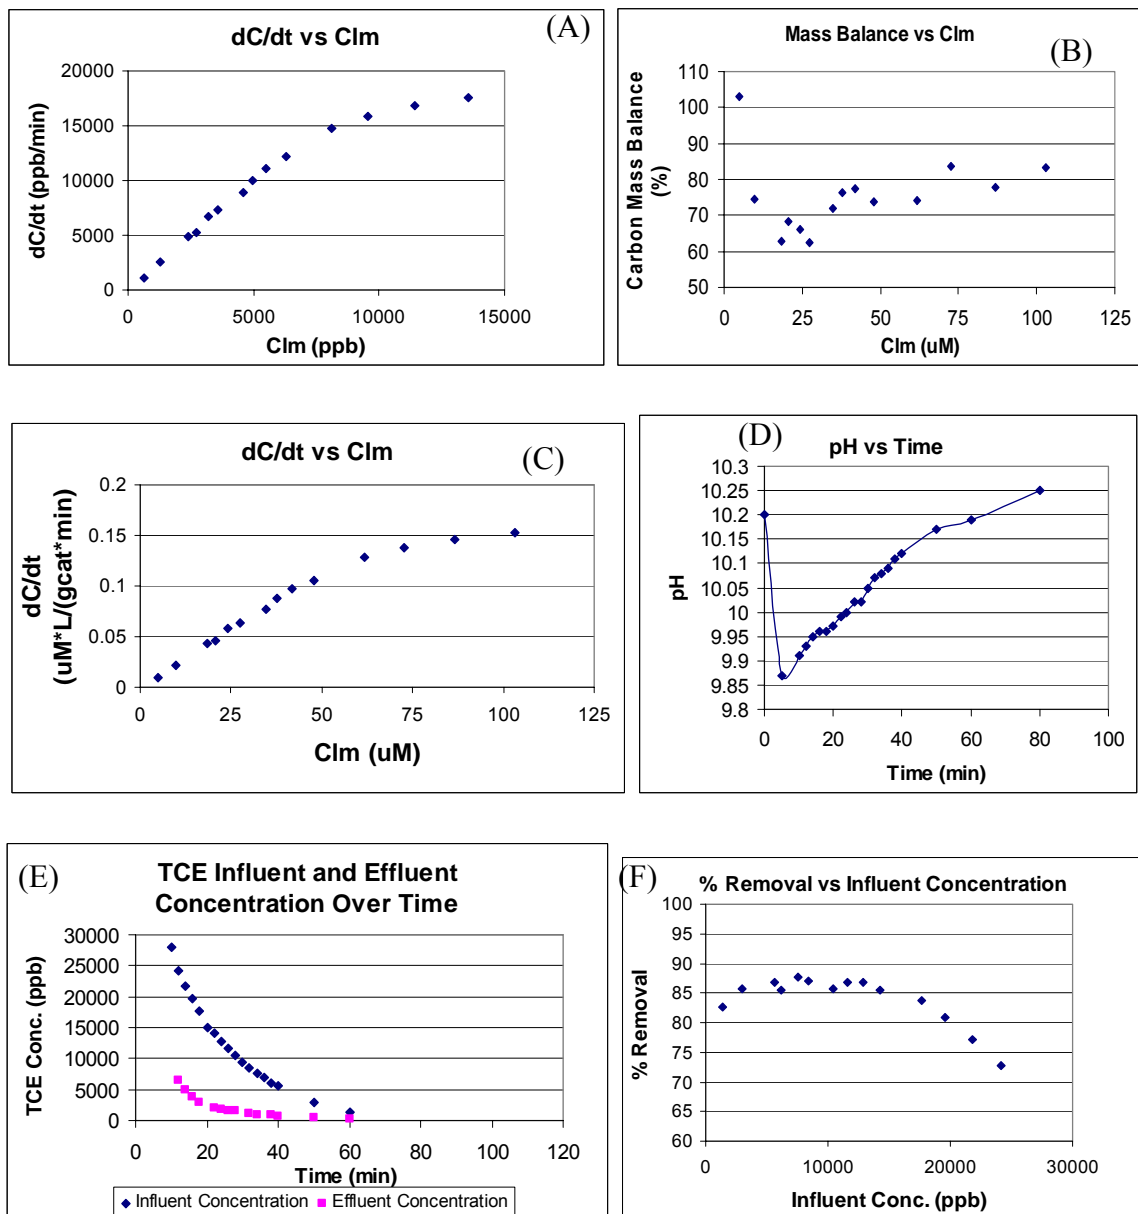 dC/dt vs Clm
(A)
dC/dt (ppb/min)
20000
15000
10000
5000
0
0 5000 10000 15000
Clm (ppb)
Mass Balance vs Clm
(B)
Carbon Mass Balance
(%)
110
100
90
80
70
60
50
0 25 50 75 100 125
Clm (uM)
dC/dt vs Clm
(C)
dC/dt
(uM*L/(gcat*min)
0.2
0.15
0.1
0.05
0
0 25 50 75 100 125
Clm (uM)
(D)
pH vs Time
pH
10.3
10.25
10.2
10.15
10.1
10.05
10
9.95
9.9
9.85
9.8
0 20 40 60 80 100
Time (min)
(E)
TCE Influent and Effluent
Concentration Over Time
TCE Conc. (ppb)
30000
25000
20000
15000
10000
5000
0
0 20 40 60 80 100 120
Time (min)
Influent Concentration Effluent Concentration
(F)
% Removal vs Influent Concentration
% Removal
100
95
90
85
80
75
70
65
60
0 10000 20000 30000
Influent Conc. (ppb)